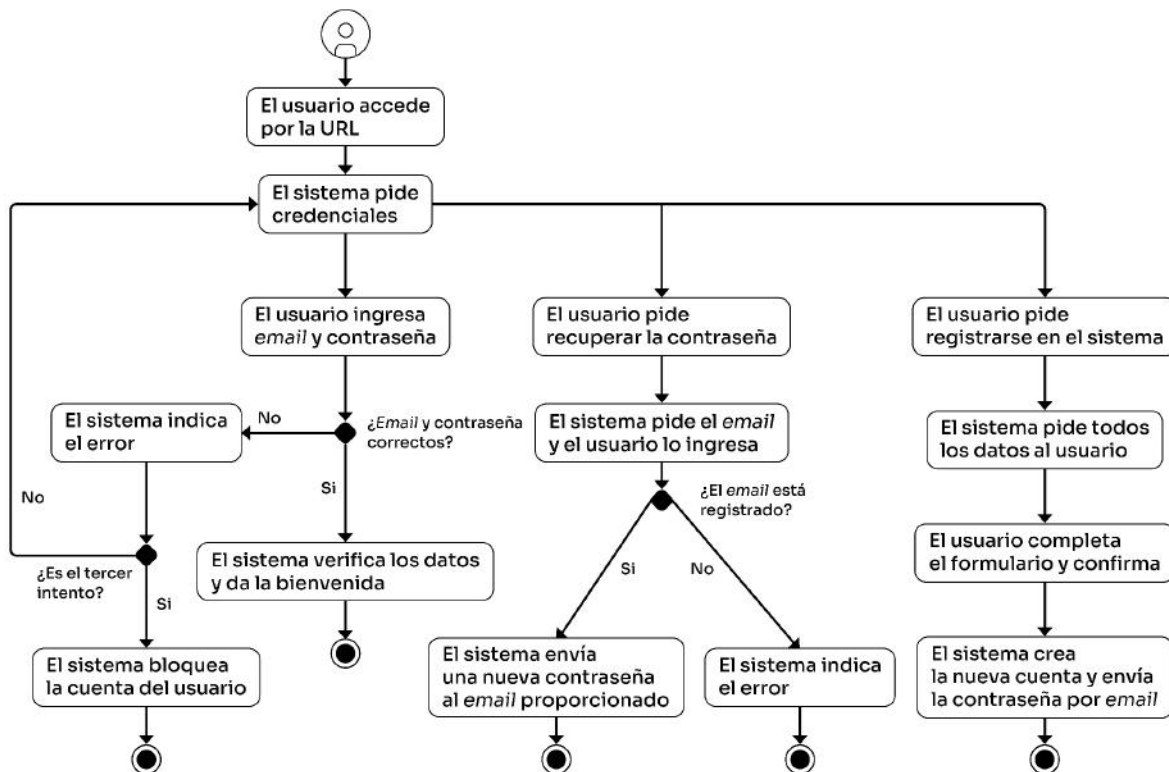 El usuario accede
por la URL
El sistema pide
credenciales
El usuario ingresa
email y contraseña
El usuario pide
recuperar la contraseña
El usuario pide
registrarse en el sistema
El sistema indica
el error
No
¿Email y contraseña
correctos?
El sistema pide el email
y el usuario lo ingresa
El sistema pide todos
los datos al usuario
No
Si
¿El email está
registrado?
El sistema verifica los datos
y da la bienvenida
El usuario completa
el formulario y confirma
¿Es el tercer
intento?
Si
Si
No
El sistema bloquea
la cuenta del usuario
El sistema envía
una nueva contraseña
al email proporcionado
El sistema indica
el error
El sistema crea
la nueva cuenta y envía
la contraseña por email